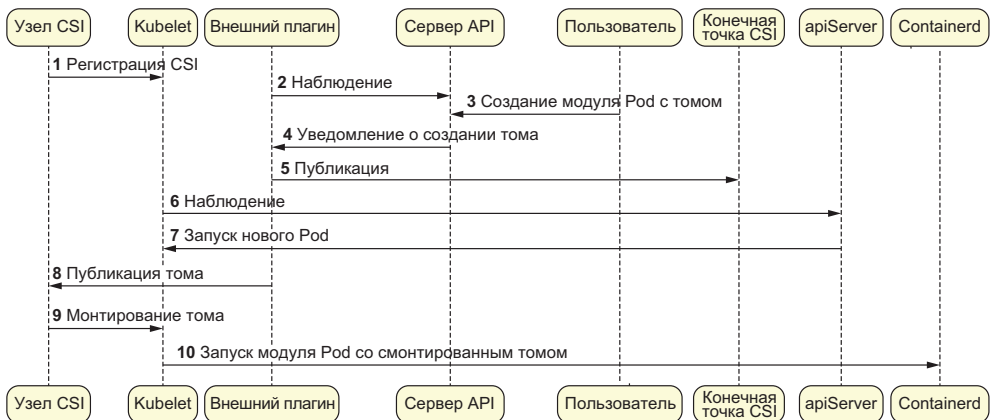 Узел CSI
Kubelet
Внешний плагин
Сервер API
Пользователь
Конечная
точка CSI
apiServer
Containerd
1 Регистрация CSI
2 Наблюдение
3 Создание модуля Pod с томом
4 Уведомление о создании тома
5 Публикация
6 Наблюдение
7 Запуск нового Pod
8 Публикация тома
9 Монтирование тома
10 Запуск модуля Pod со смонтированным томом
Узел CSI
Kubelet
Внешний плагин
Сервер API
Пользователь
Конечная
точка CSI
apiServer
Containerd